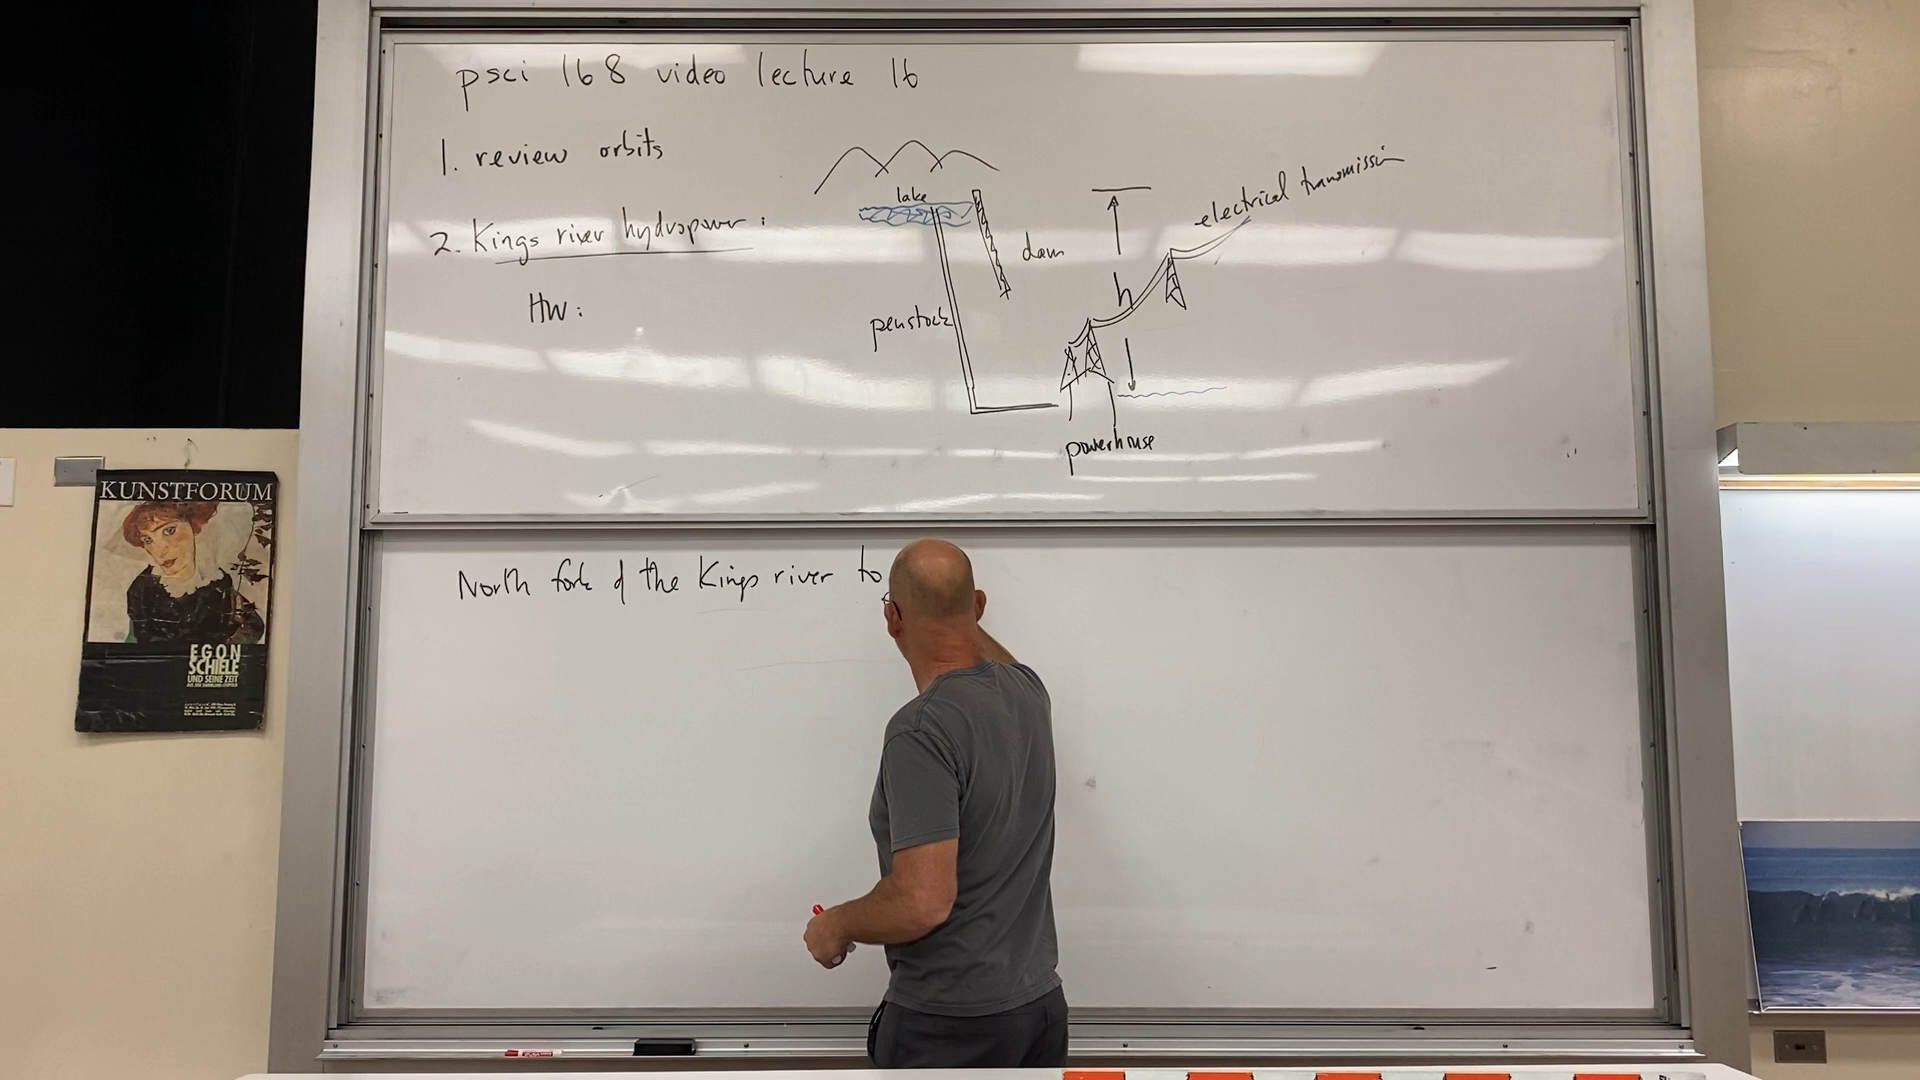 psci 168 video lecture 16
1. review orbits
2. Kings river hydropower:
HW:
lake
dam
penstock
h
electrical transmissi
powerhouse
North fork of the Kings river to
KUNSTFORUM
EGON
SCHIELE
UND SEINE ZEIT